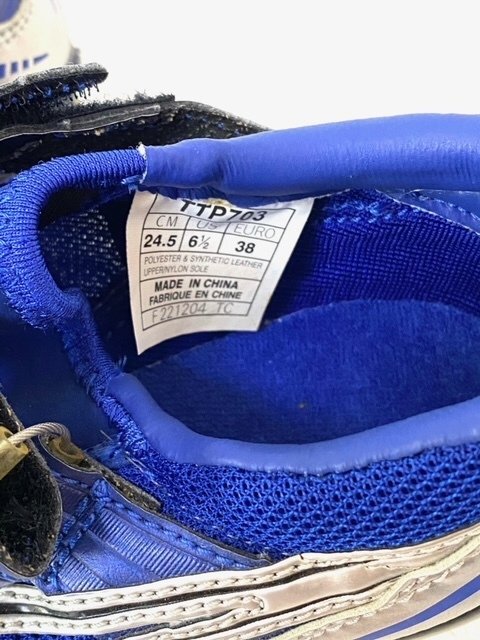 TTP703
CM US EURO
24.5 6½ 38
POLYESTER & SYNTHETIC LEATHER
UPPER/NYLON SOLE
MADE IN CHINA
FABRIQUE EN CHINE
F221204 TC